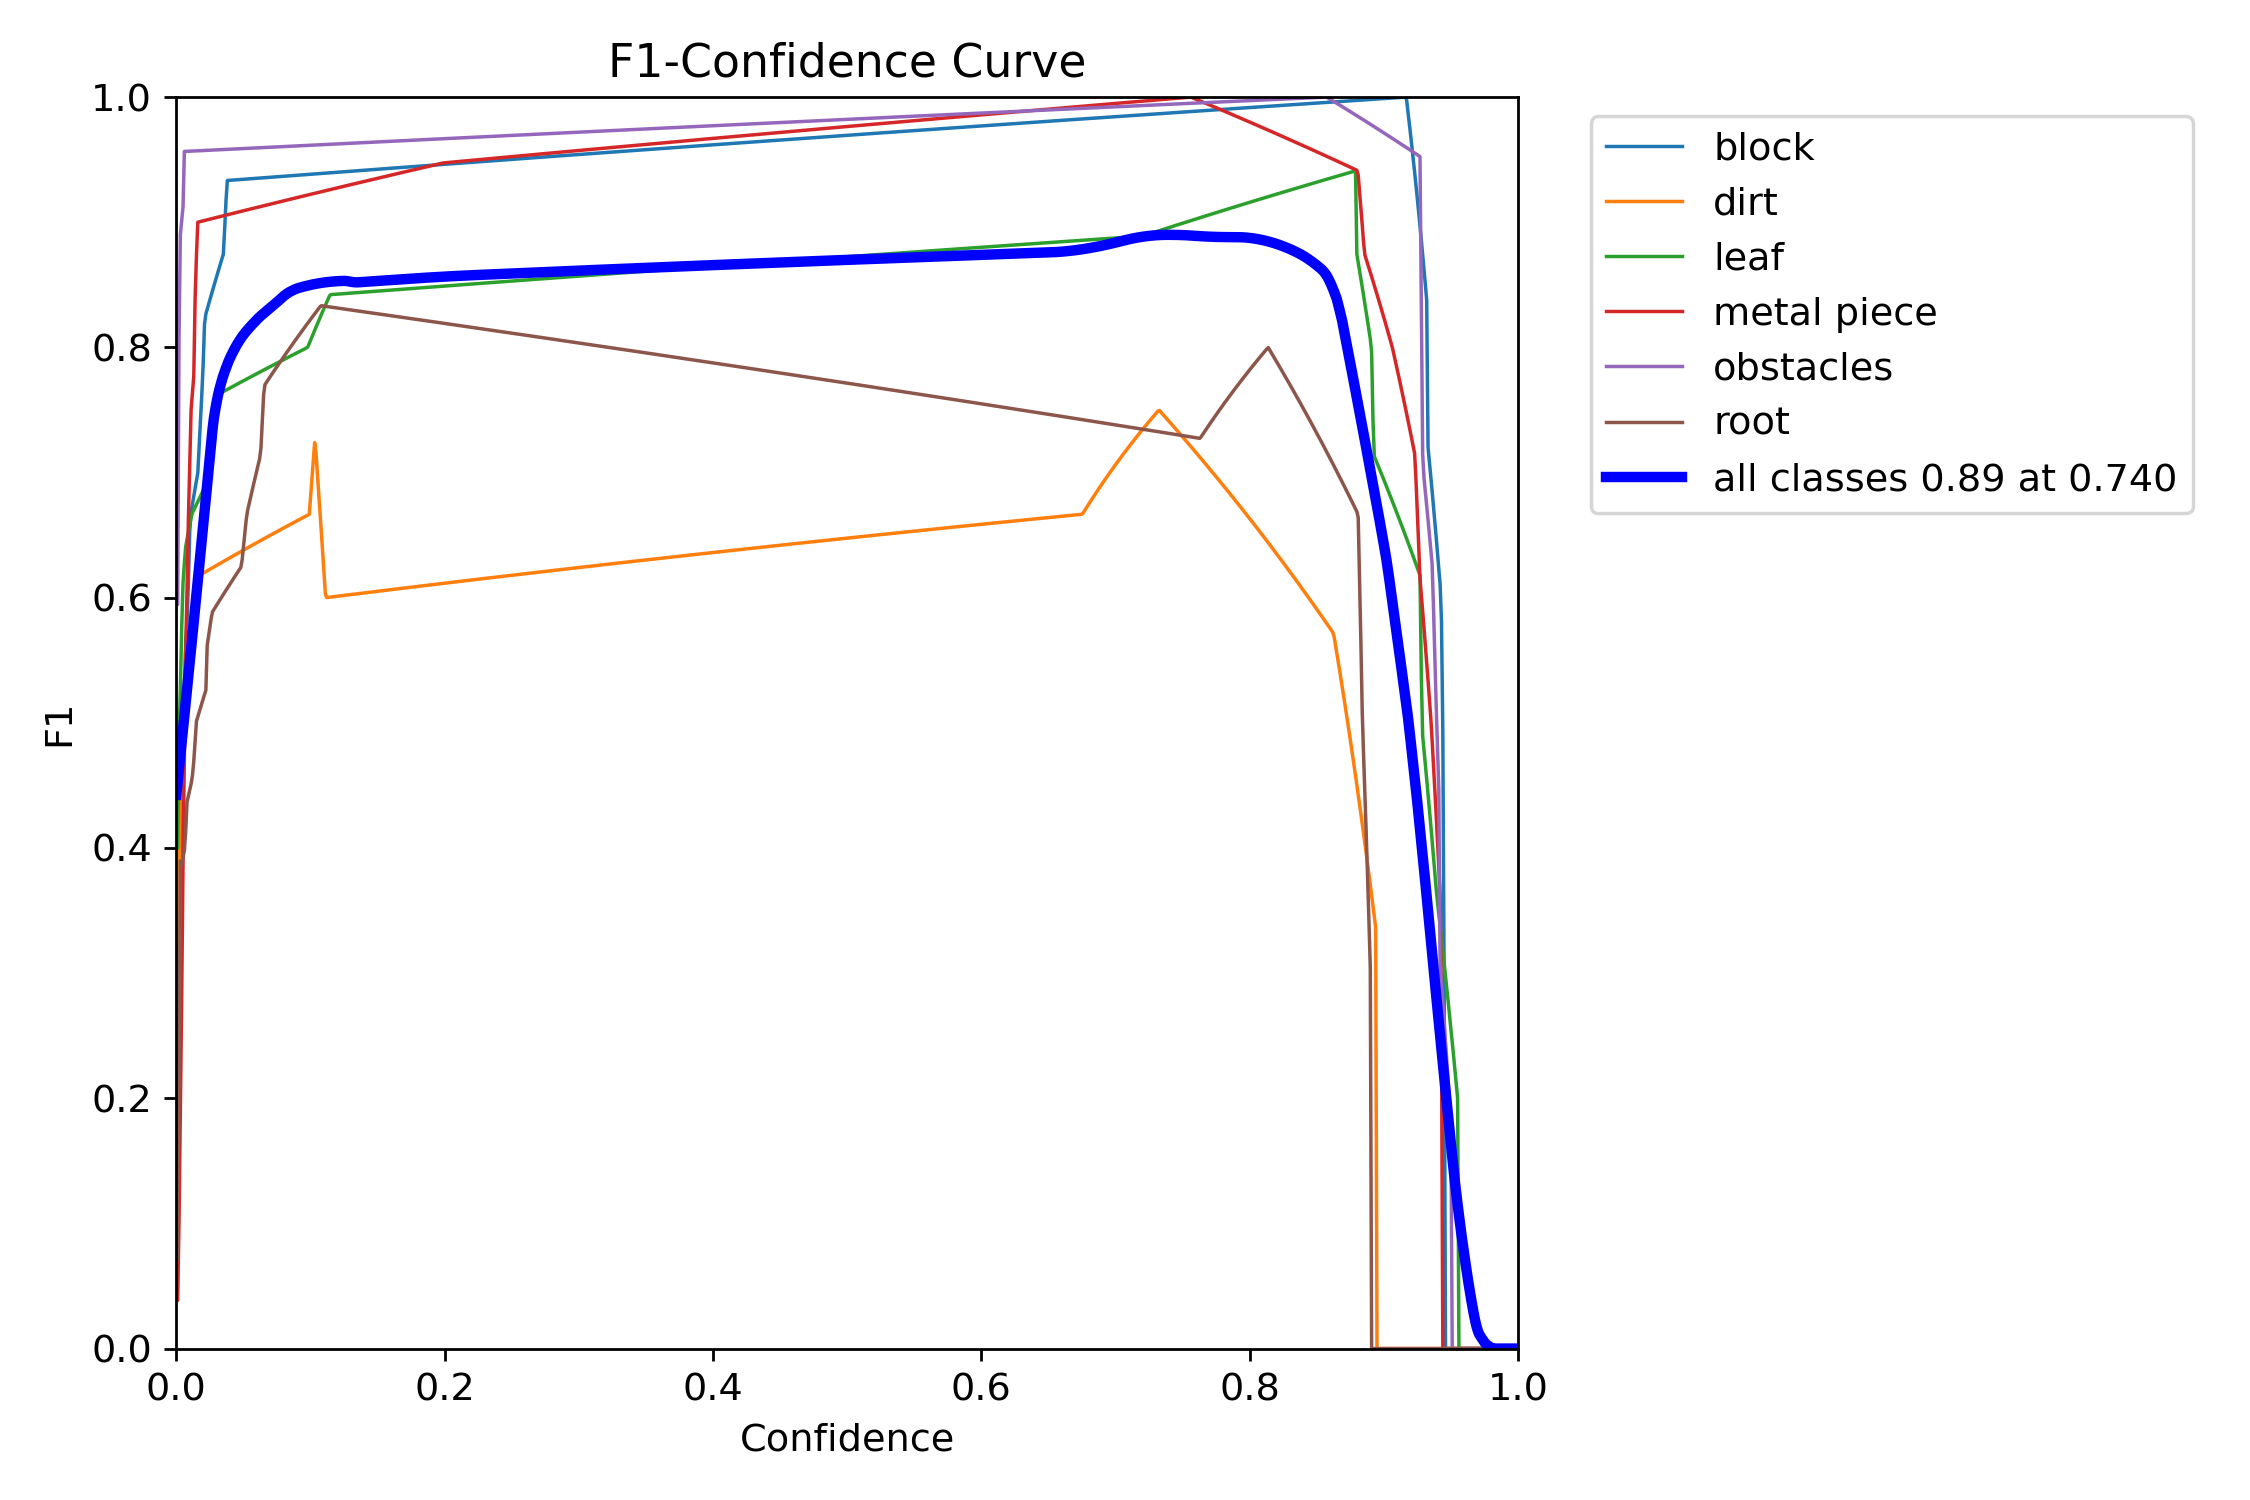 F1-Confidence Curve
1.0
0.8
0.6
0.4
0.2
0.0
F1
0.0 0.2 0.4 0.6 0.8 1.0
Confidence
block
dirt
leaf
metal piece
obstacles
root
all classes 0.89 at 0.740